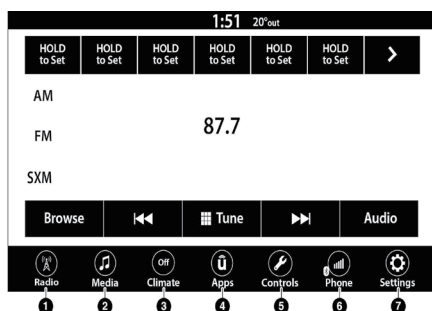 1:51 20°out
HOLD to Set HOLD to Set HOLD to Set HOLD to Set HOLD to Set HOLD to Set
AM
87.7
FM
SXM
Browse Tune Audio
Off û
Radio Media Climate Apps Controls Phone Settings
1 2 3 4 5 6 7